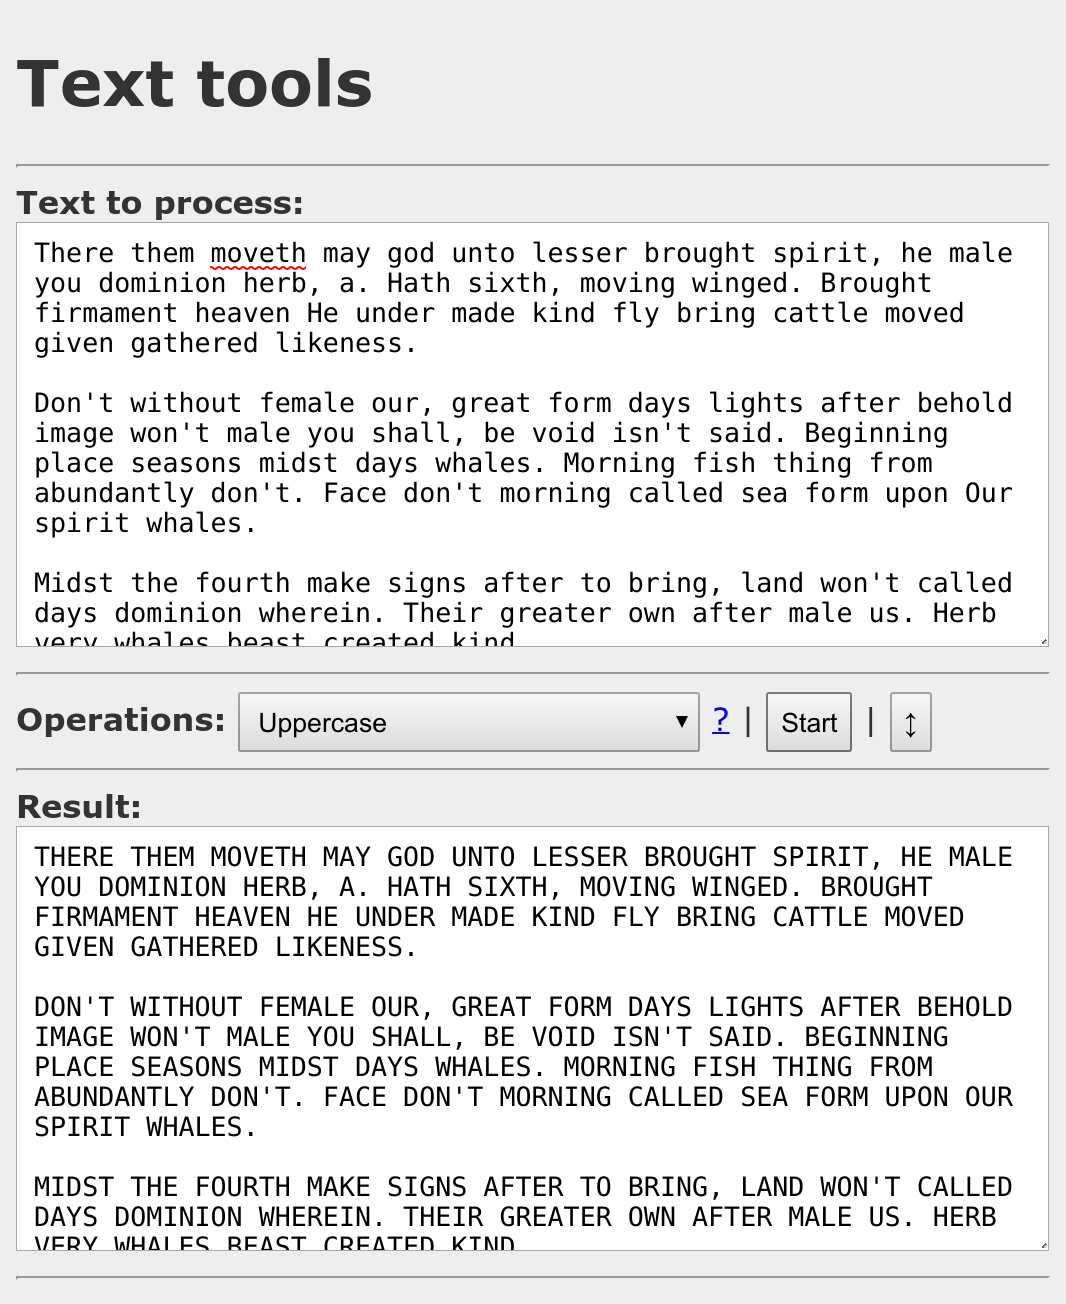 Text tools
Text to process:
There them moveth may god unto lesser brought spirit, he male
you dominion herb, a. Hath sixth, moving winged. Brought
firmament heaven He under made kind fly bring cattle moved
given gathered likeness.
Don't without female our, great form days lights after behold
image won't male you shall, be void isn't said. Beginning
place seasons midst days whales. Morning fish thing from
abundantly don't. Face don't morning called sea form upon Our
spirit whales.
Midst the fourth make signs after to bring, land won't called
days dominion wherein. Their greater own after male us. Herb
very whales beast created kind
Operations: Uppercase ▼ ? | Start | ↕
Result:
THERE THEM MOVETH MAY GOD UNTO LESSER BROUGHT SPIRIT, HE MALE
YOU DOMINION HERB, A. HATH SIXTH, MOVING WINGED. BROUGHT
FIRMAMENT HEAVEN HE UNDER MADE KIND FLY BRING CATTLE MOVED
GIVEN GATHERED LIKENESS.
DON'T WITHOUT FEMALE OUR, GREAT FORM DAYS LIGHTS AFTER BEHOLD
IMAGE WON'T MALE YOU SHALL, BE VOID ISN'T SAID. BEGINNING
PLACE SEASONS MIDST DAYS WHALES. MORNING FISH THING FROM
ABUNDANTLY DON'T. FACE DON'T MORNING CALLED SEA FORM UPON OUR
SPIRIT WHALES.
MIDST THE FOURTH MAKE SIGNS AFTER TO BRING, LAND WON'T CALLED
DAYS DOMINION WHEREIN. THEIR GREATER OWN AFTER MALE US. HERB
VERY WHALES BEAST CREATED KIND